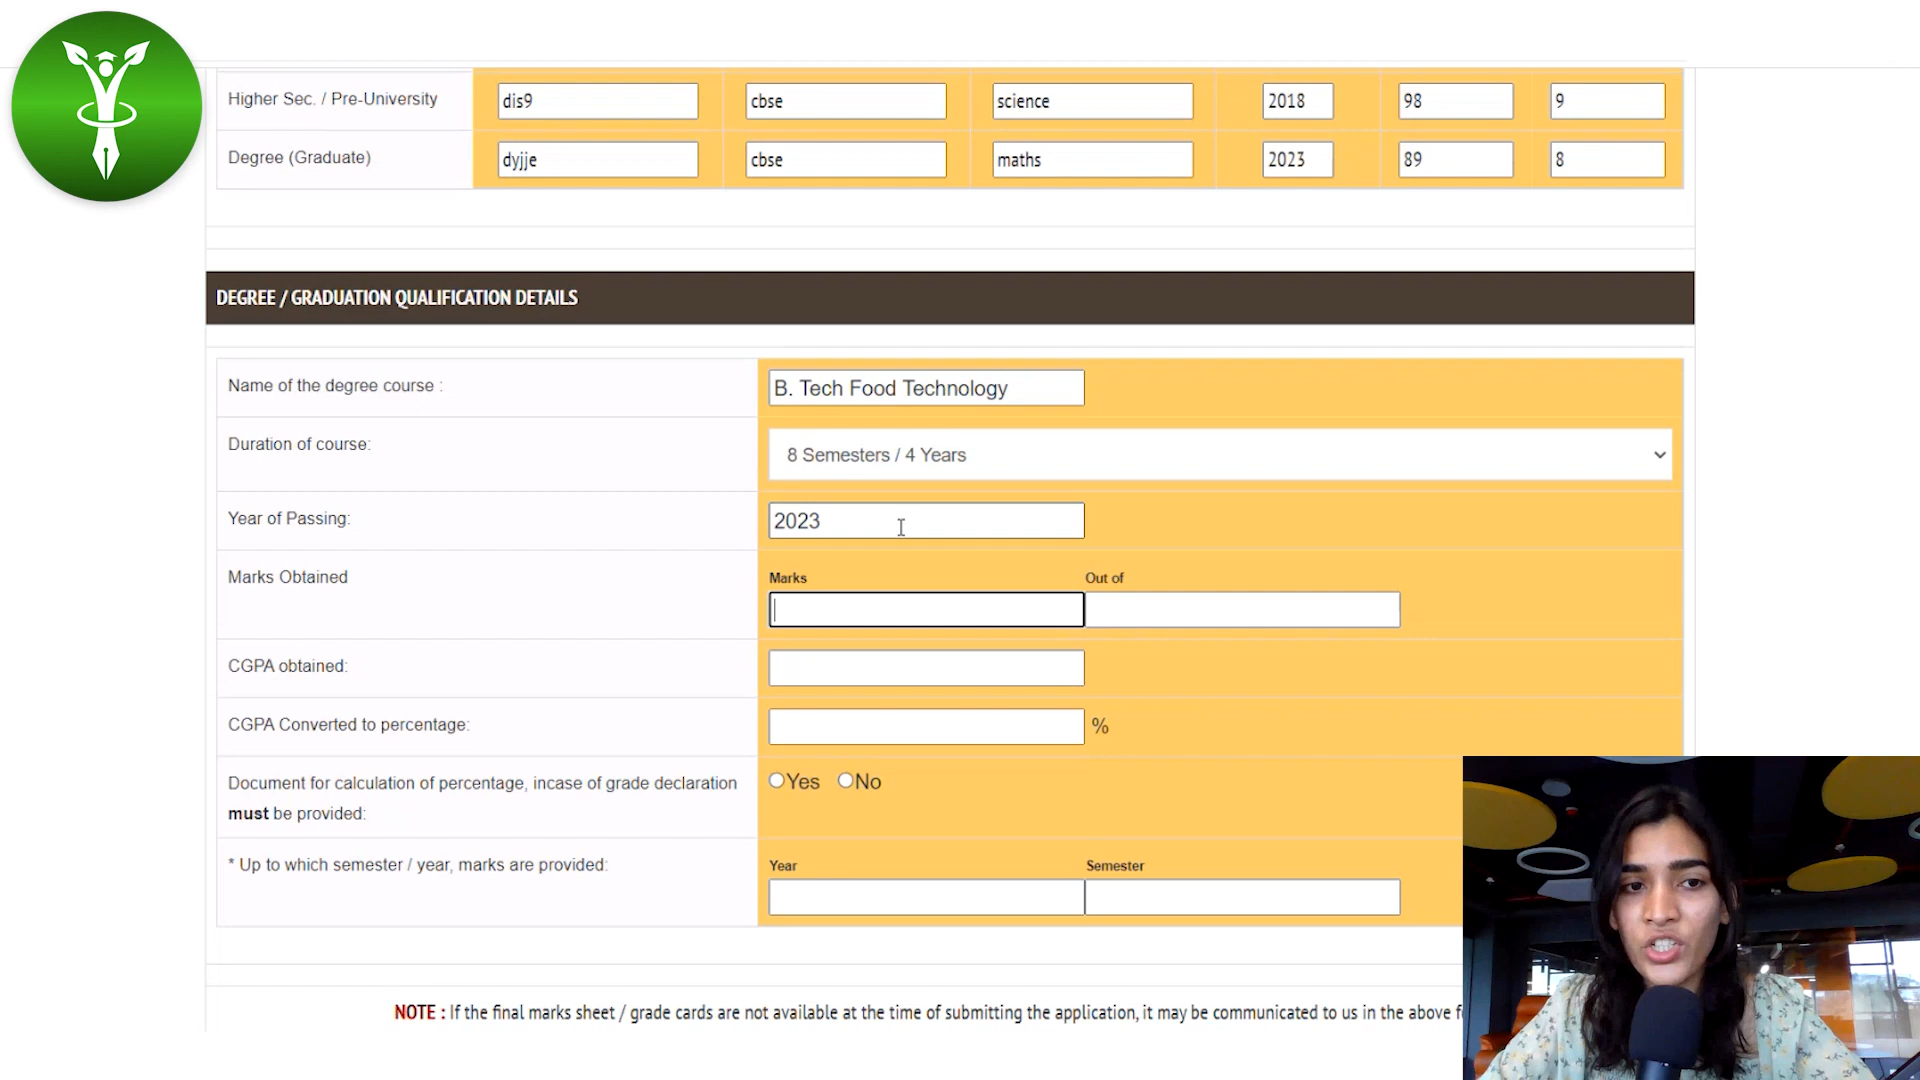 Higher Sec. / Pre-University dis9 cbse science 2018 98 9
Degree (Graduate) dyjje cbse maths 2023 89 8
DEGREE / GRADUATION QUALIFICATION DETAILS
Name of the degree course : B. Tech Food Technology
Duration of course: 8 Semesters / 4 Years
Year of Passing: 2023
Marks Obtained Marks Out of
CGPA obtained:
CGPA Converted to percentage: %
Document for calculation of percentage, incase of grade declaration Yes No
must be provided:
* Up to which semester / year, marks are provided: Year Semester
NOTE : If the final marks sheet / grade cards are not available at the time of submitting the application, it may be communicated to us in the above